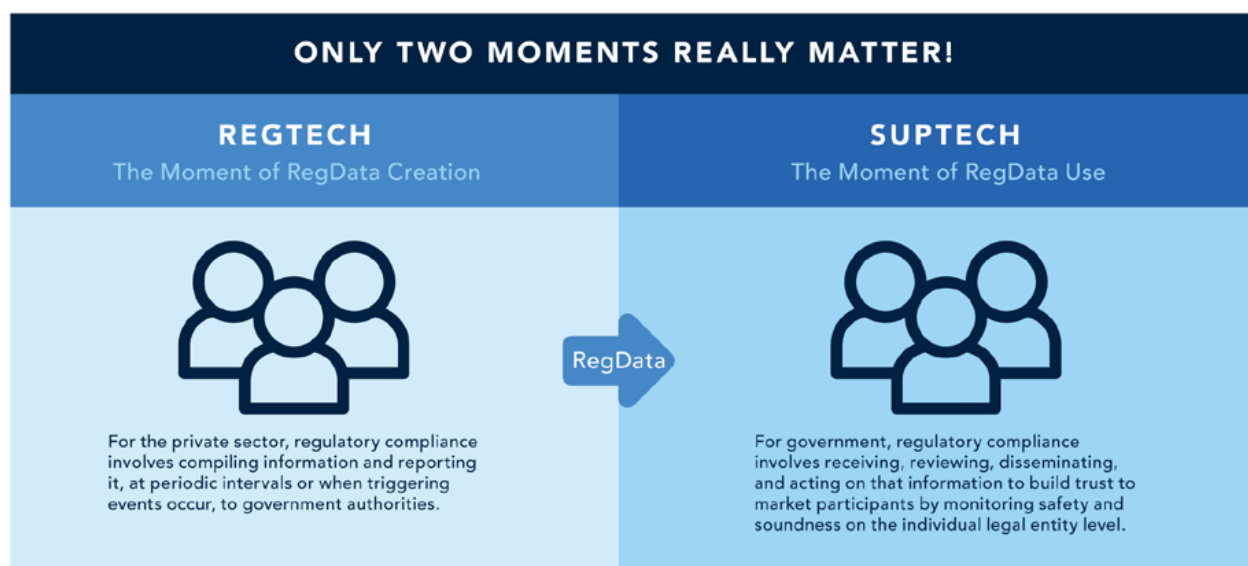 ONLY TWO MOMENTS REALLY MATTER!
REGTECH
The Moment of RegData Creation
SUPTECH
The Moment of RegData Use
RegData
For the private sector, regulatory compliance
involves compiling information and reporting
it, at periodic intervals or when triggering
events occur, to government authorities.
For government, regulatory compliance
involves receiving, reviewing, disseminating,
and acting on that information to build trust to
market participants by monitoring safety and
soundness on the individual legal entity level.